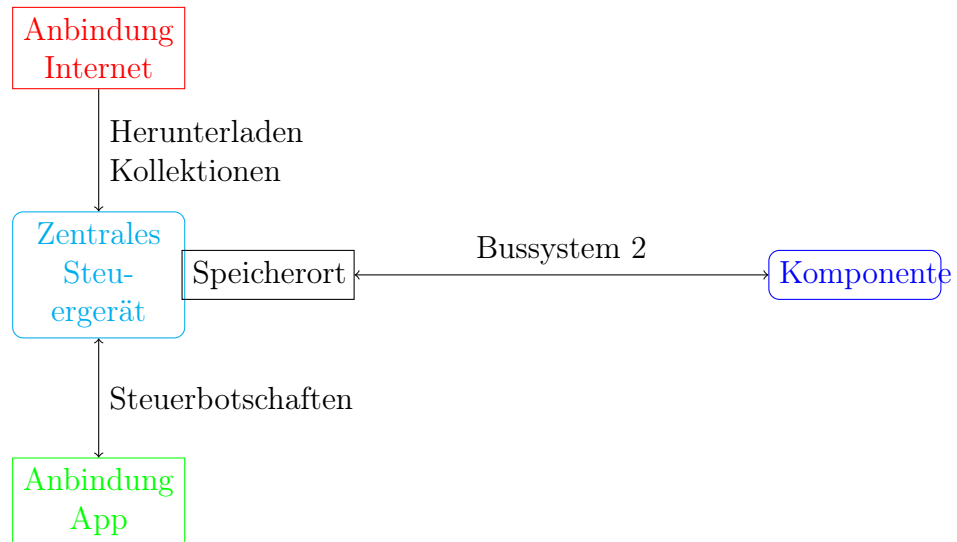 Anbindung
Internet
Herunterladen
Kollektionen
Zentrales
Steu-
ergerät
Speicherort
Bussystem 2
Komponente
Steuerbotschaften
Anbindung
App